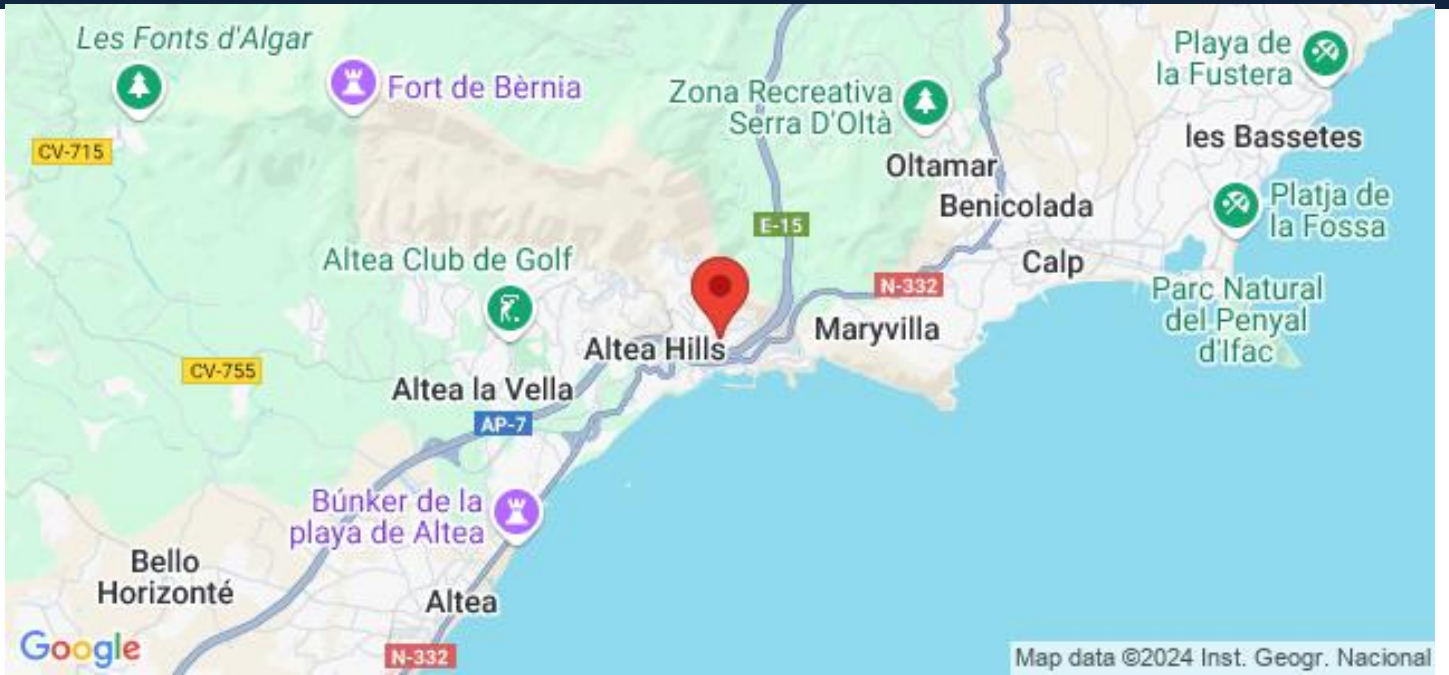 Les Fonts d'Algar
Fort de Bèrnia
Playa de
la Fustera
Zona Recreativa
Serra D'Oltà
les Bassetes
CV-715
Oltamar
Benicolada
Platja de
la Fossa
E-15
Altea Club de Golf
Calp
N-332
Parc Natural
del Penyal
d'Ifac
Maryvilla
Altea Hills
CV-755
Altea la Vella
AP-7
Búnker de la
playa de Altea
Bello
Horizonté
Altea
Google
N-332
Map data ©2024 Inst. Geogr. Nacional